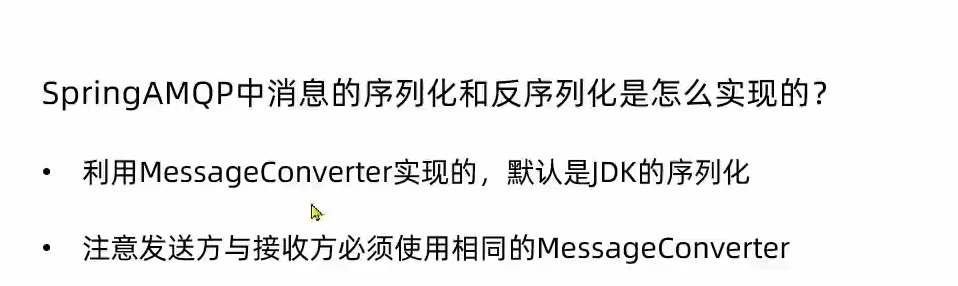 SpringAMQP中消息的序列化和反序列化是怎么实现的？
• 利用MessageConverter实现的，默认是JDK的序列化
• 注意发送方与接收方必须使用相同的MessageConverter